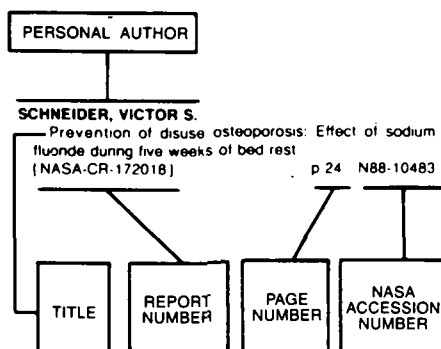 PERSONAL AUTHOR
SCHNEIDER, VICTOR S.
Prevention of disuse osteoporosis: Effect of sodium
fluonde during five weeks of bed rest
[NASA-CR-172018] p 24 N88-10483
TITLE
REPORT
NUMBER
PAGE
NUMBER
NASA
ACCESSION
NUMBER